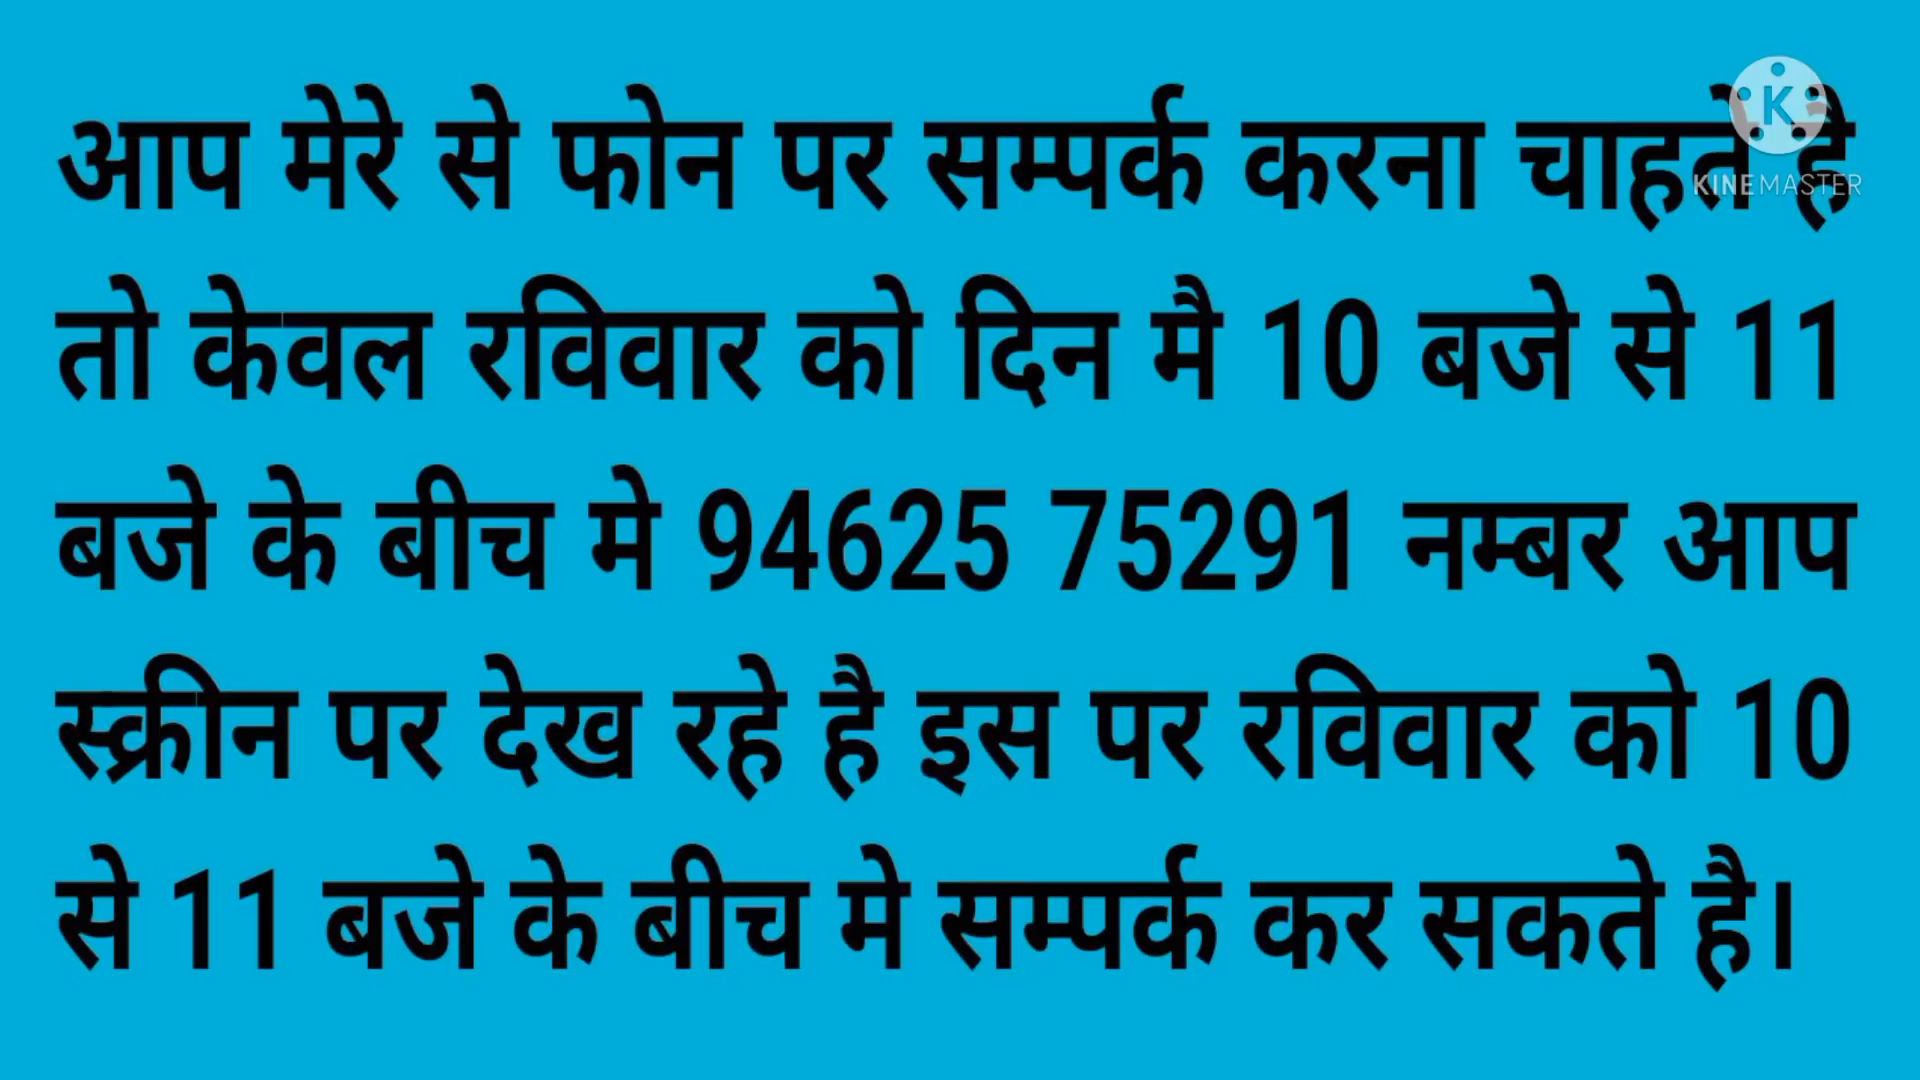 आप मेरे से फोन पर सम्पर्क करना चाहते है
KINEMASTER
तो केवल रविवार को दिन मै 10 बजे से 11
बजे के बीच मे 94625 75291 नम्बर आप
स्क्रीन पर देख रहे है इस पर रविवार को 10
से 11 बजे के बीच मे सम्पर्क कर सकते है।